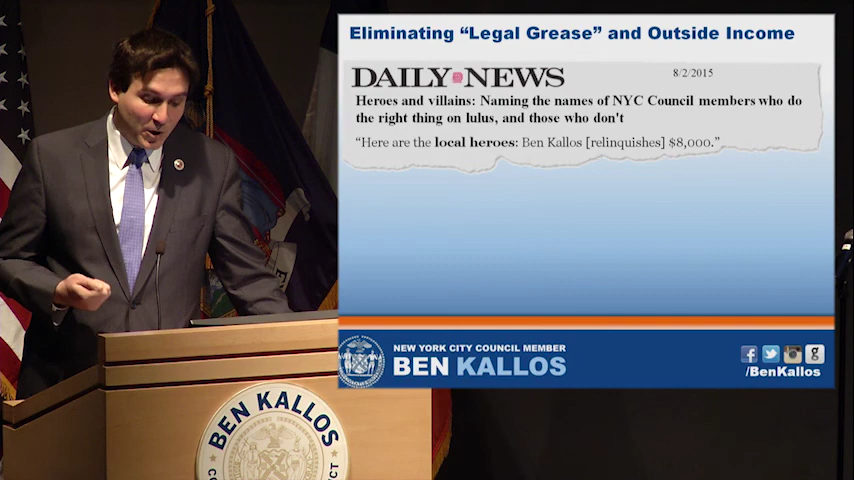 Eliminating “Legal Grease” and Outside Income
DAILY NEWS
8/2/2015
Heroes and villains: Naming the names of NYC Council members who do
the right thing on lulus, and those who don't
“Here are the local heroes: Ben Kallos [relinquishes] $8,000.”
NEW YORK CITY COUNCIL MEMBER
BEN KALLOS
/BenKallos
BEN KALLOS